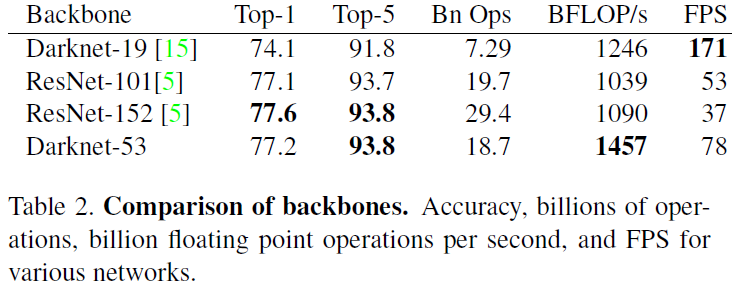 Backbone Top-1 Top-5 Bn Ops BFLOP/s FPS
Darknet-19 [15] 74.1 91.8 7.29 1246 171
ResNet-101[5] 77.1 93.7 19.7 1039 53
ResNet-152 [5] 77.6 93.8 29.4 1090 37
Darknet-53 77.2 93.8 18.7 1457 78
Table 2. Comparison of backbones. Accuracy, billions of oper-
ations, billion floating point operations per second, and FPS for
various networks.